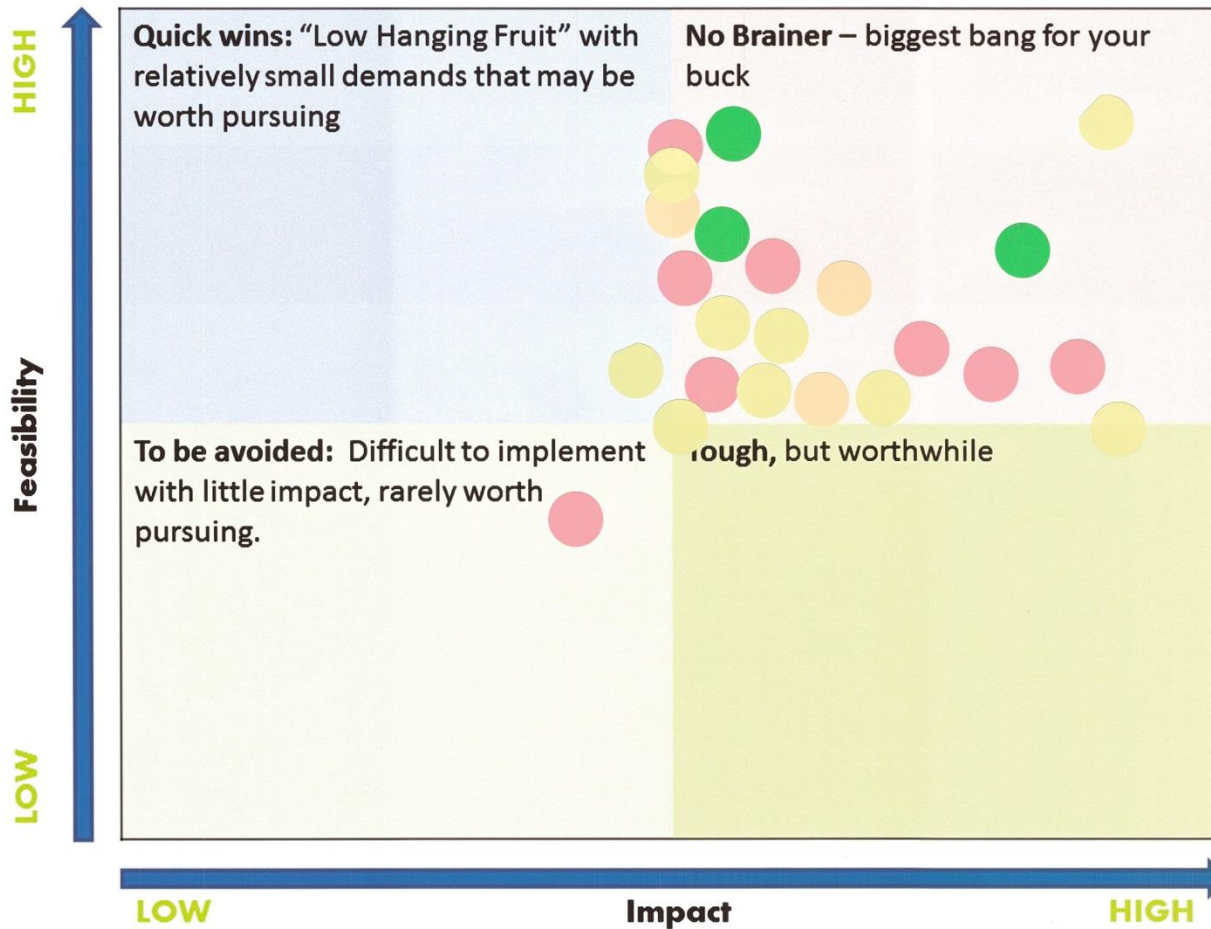 HIGH
Quick wins: “Low Hanging Fruit” with
relatively small demands that may be
worth pursuing
No Brainer – biggest bang for your
buck
Feasibility
To be avoided:  Difficult to implement
with little impact, rarely worth
pursuing.
Tough, but worthwhile
LOW
LOW
Impact
HIGH